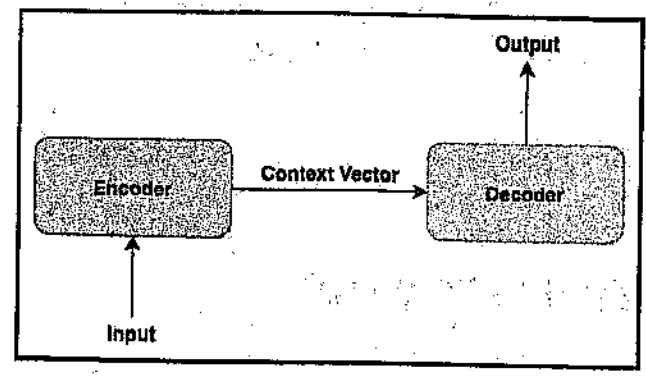 Output
Encoder
Context Vector
Decoder
Input